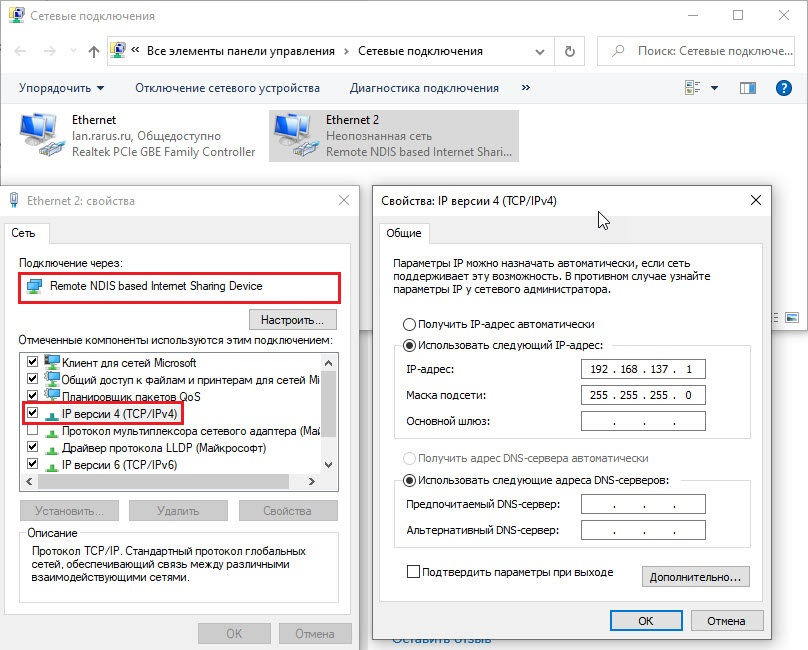 Сетевые подключения
Все элементы панели управления > Сетевые подключения
Поиск: Сетевые подключе...
Упорядочить
Отключение сетевого устройства
Диагностика подключения
»
Ethernet
lan.rarus.ru, Общедоступно
Realtek PCIe GBE Family Controller
Ethernet 2
Неопознанная сеть
Remote NDIS based Internet Shari...
Ethernet 2: свойства
Сеть
Подключение через:
Remote NDIS based Internet Sharing Device
Настроить...
Отмеченные компоненты используются этим подключением:
Клиент для сетей Microsoft
Общий доступ к файлам и принтерам для сетей Mi
Планировщик пакетов QoS
IP версии 4 (TCP/IPv4)
Протокол мультиплексора сетевого адаптера (Май
Драйвер протокола LLDP (Майкрософт)
IP версии 6 (TCP/IPv6)
Установить...
Удалить
Свойства
Описание
Протокол TCP/IP. Стандартный протокол глобальных
сетей, обеспечивающий связь между различными
взаимодействующими сетями.
OK
Отмена
Свойства: IP версии 4 (TCP/IPv4)
Общие
Параметры IP можно назначать автоматически, если сеть
поддерживает эту возможность. В противном случае узнайте
параметры IP у сетевого администратора.
Получить IP-адрес автоматически
Использовать следующий IP-адрес:
IP-адрес:
192 . 168 . 137 . 1
Маска подсети:
255 . 255 . 255 . 0
Основной шлюз:
. . .
Получить адрес DNS-сервера автоматически
Использовать следующие адреса DNS-серверов:
Предпочитаемый DNS-сервер:
. . .
Альтернативный DNS-сервер:
. . .
Подтвердить параметры при выходе
Дополнительно...
OK
Отмена
Оставить отзыв